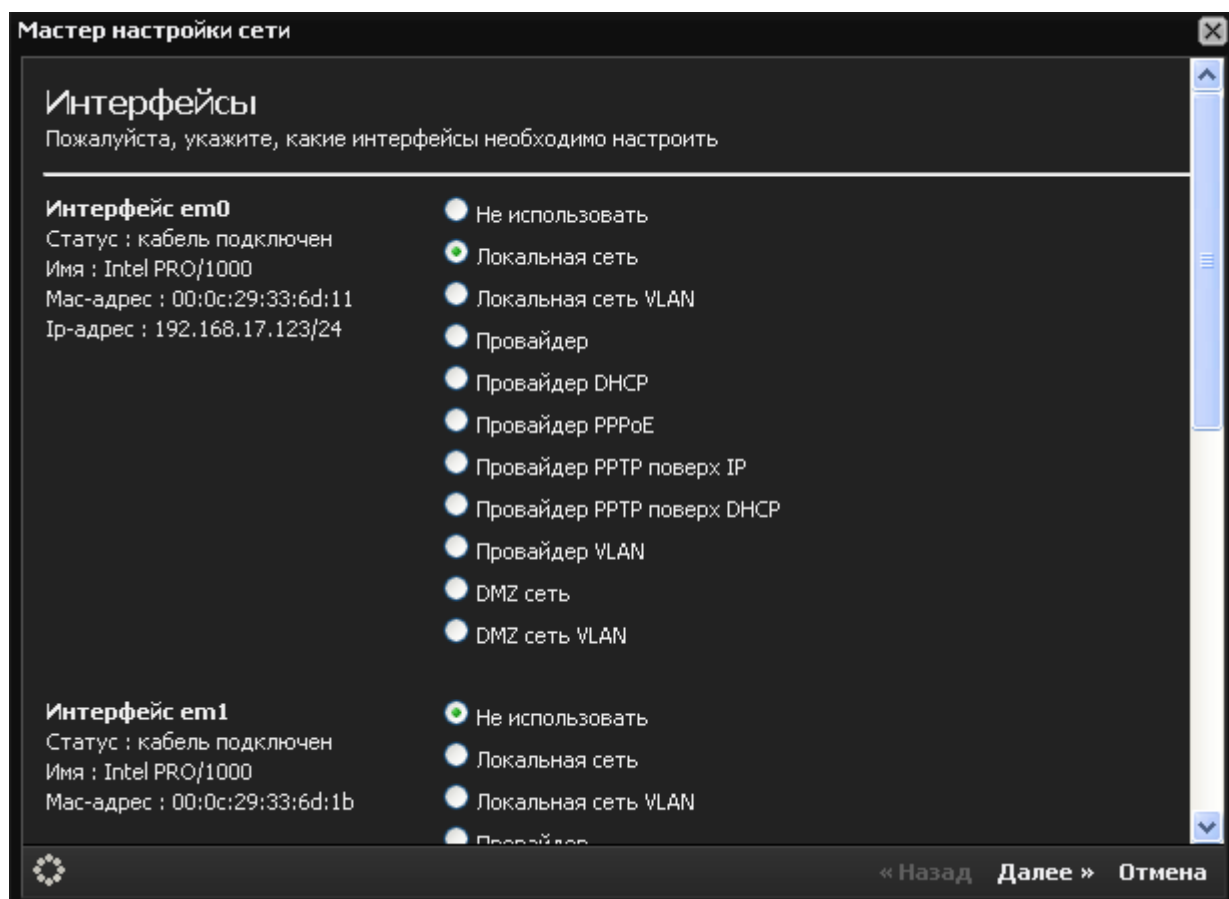 Мастер настройки сети
Интерфейсы
Пожалуйста, укажите, какие интерфейсы необходимо настроить
Интерфейс em0
Статус : кабель подключен
Имя : Intel PRO/1000
Мас-адрес : 00:0c:29:33:6d:11
Ip-адрес : 192.168.17.123/24
Не использовать
Локальная сеть
Локальная сеть VLAN
Провайдер
Провайдер DHCP
Провайдер PPPoE
Провайдер PPTP поверх IP
Провайдер PPTP поверх DHCP
Провайдер VLAN
DMZ сеть
DMZ сеть VLAN
Интерфейс em1
Статус : кабель подключен
Имя : Intel PRO/1000
Мас-адрес : 00:0c:29:33:6d:1b
Не использовать
Локальная сеть
Локальная сеть VLAN
Провайдер
« Назад Далее » Отмена